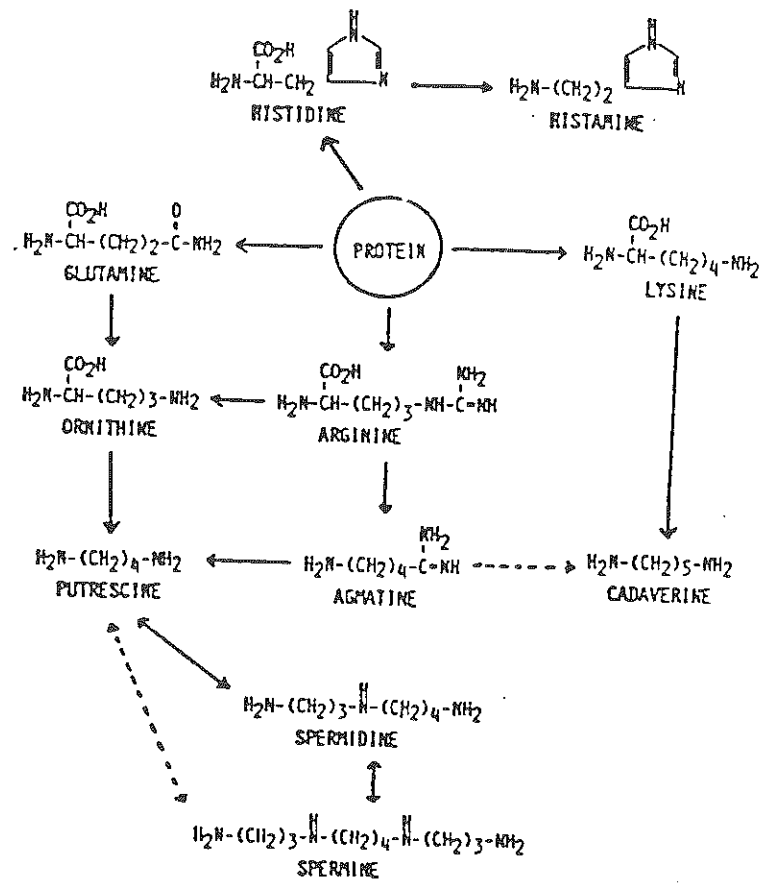 CO2H H
H2N-CH-CH2 N
HISTIDINE
H2N-(CH2)2 H N N
HISTAMINE
CO2H O
H2N-CH-(CH2)2-C-NH2
GLUTAMINE
PROTEIN
CO2H
H2N-CH-(CH2)4-NH2
LYSINE
CO2H
H2N-CH-(CH2)3-NH2
ORNITHINE
CO2H NH2
H2N-CH-(CH2)3-NH-C=NH
ARGININE
H2N-(CH2)4-NH2
PUTRESCINE
NH2
H2N-(CH2)4-C=NH
AGMATINE
H2N-(CH2)5-NH2
CADAVERINE
H
H2N-(CH2)3-N-(CH2)4-NH2
SPERMIDINE
H H
H2N-(CH2)3-N-(CH2)4-N-(CH2)3-NH2
SPERMINE